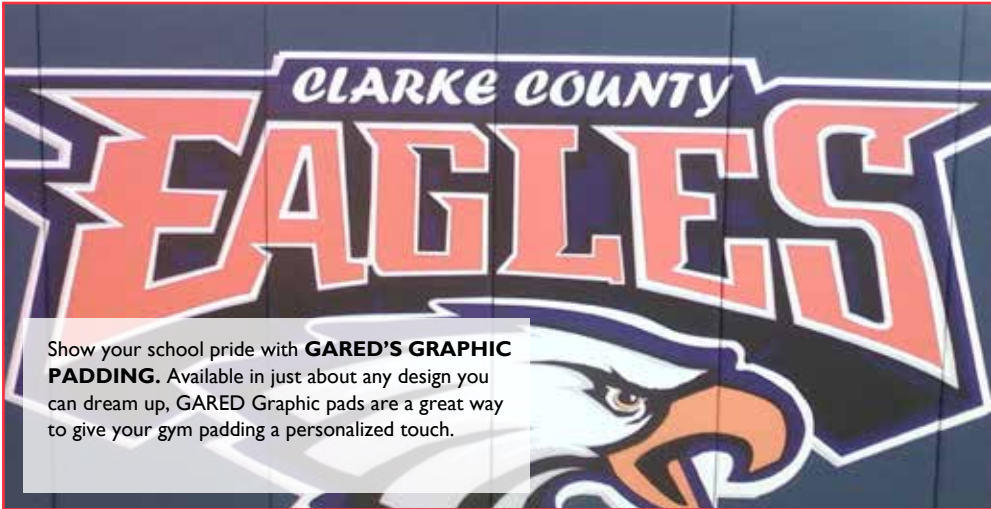 CLARKE COUNTY
EAGLES
Show your school pride with GARED’S GRAPHIC
PADDING. Available in just about any design you
can dream up, GARED Graphic pads are a great way
to give your gym padding a personalized touch.